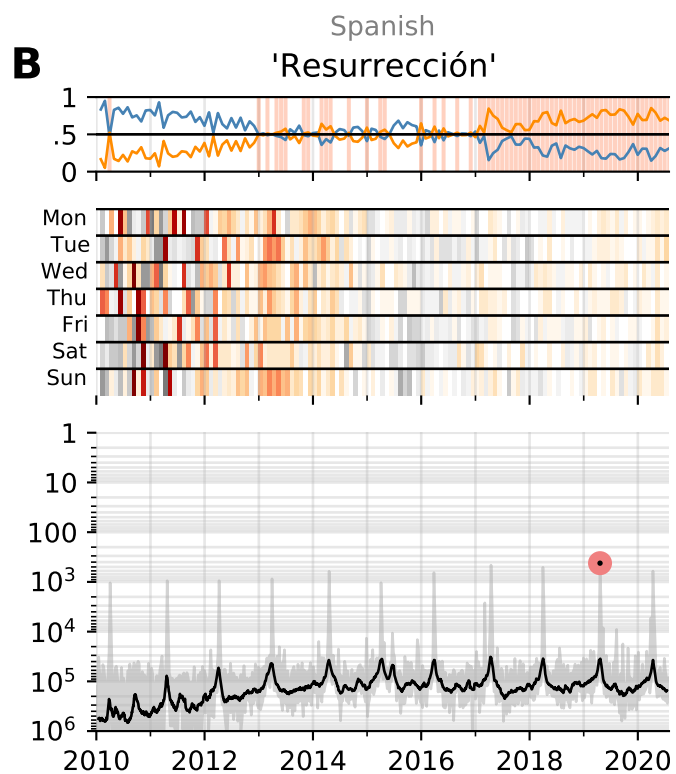 Spanish
B
'Resurrección'
1
.5
0
Mon
Tue
Wed
Thu
Fri
Sat
Sun
1
10
100
10³
10⁴
10⁵
10⁶
2010 2012 2014 2016 2018 2020